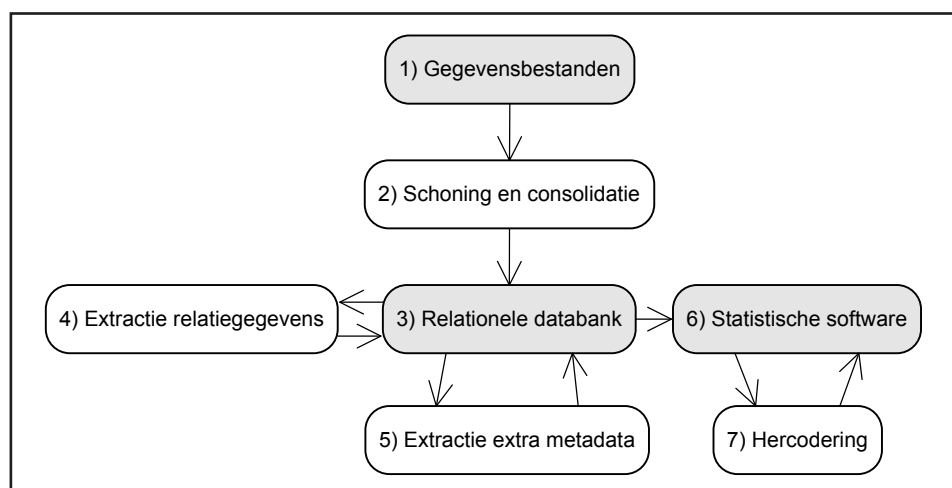 1) Gegevensbestanden
2) Schoning en consolidatie
4) Extractie relatiegegevens
3) Relationele databank
6) Statistische software
5) Extractie extra metadata
7) Hercodering